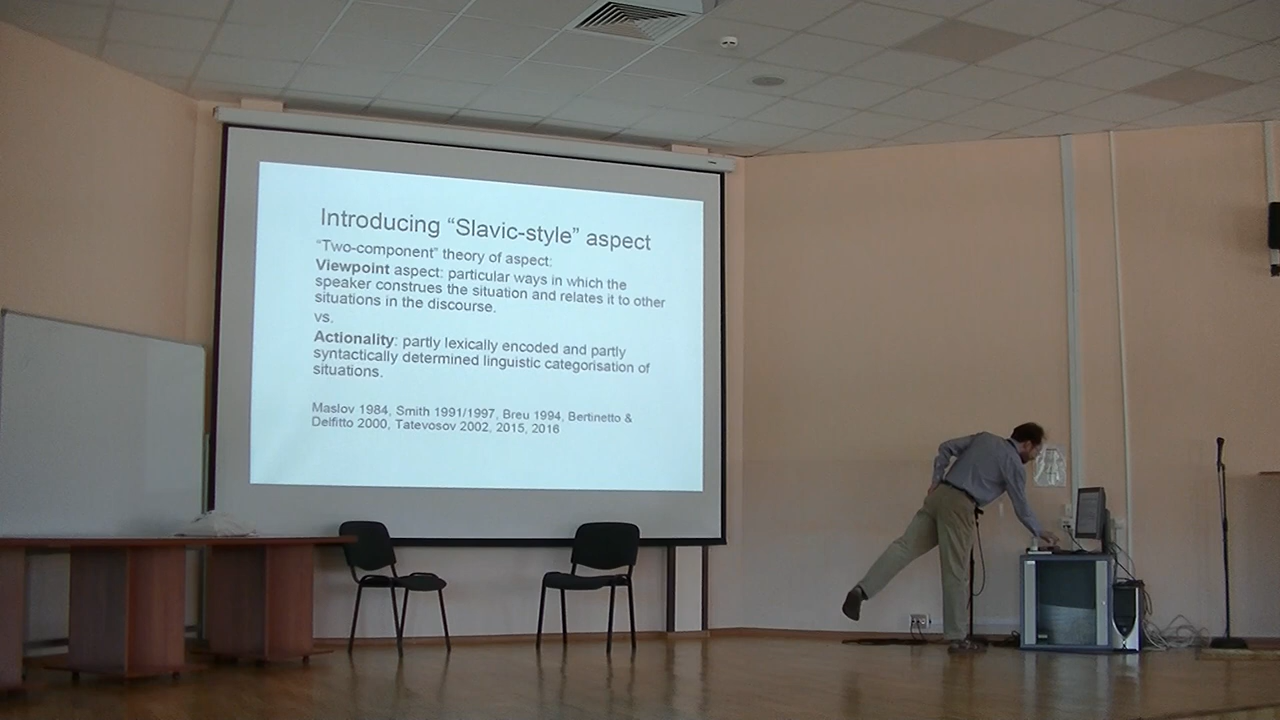 Introducing “Slavic-style” aspect
“Two-component” theory of aspect:
Viewpoint aspect: particular ways in which the
speaker construes the situation and relates it to other
situations in the discourse.
vs.
Actionality: partly lexically encoded and partly
syntactically determined linguistic categorisation of
situations.
Maslov 1984, Smith 1991/1997, Breu 1994, Bertinetto &
Delfitto 2000, Tatevosov 2002, 2015, 2016